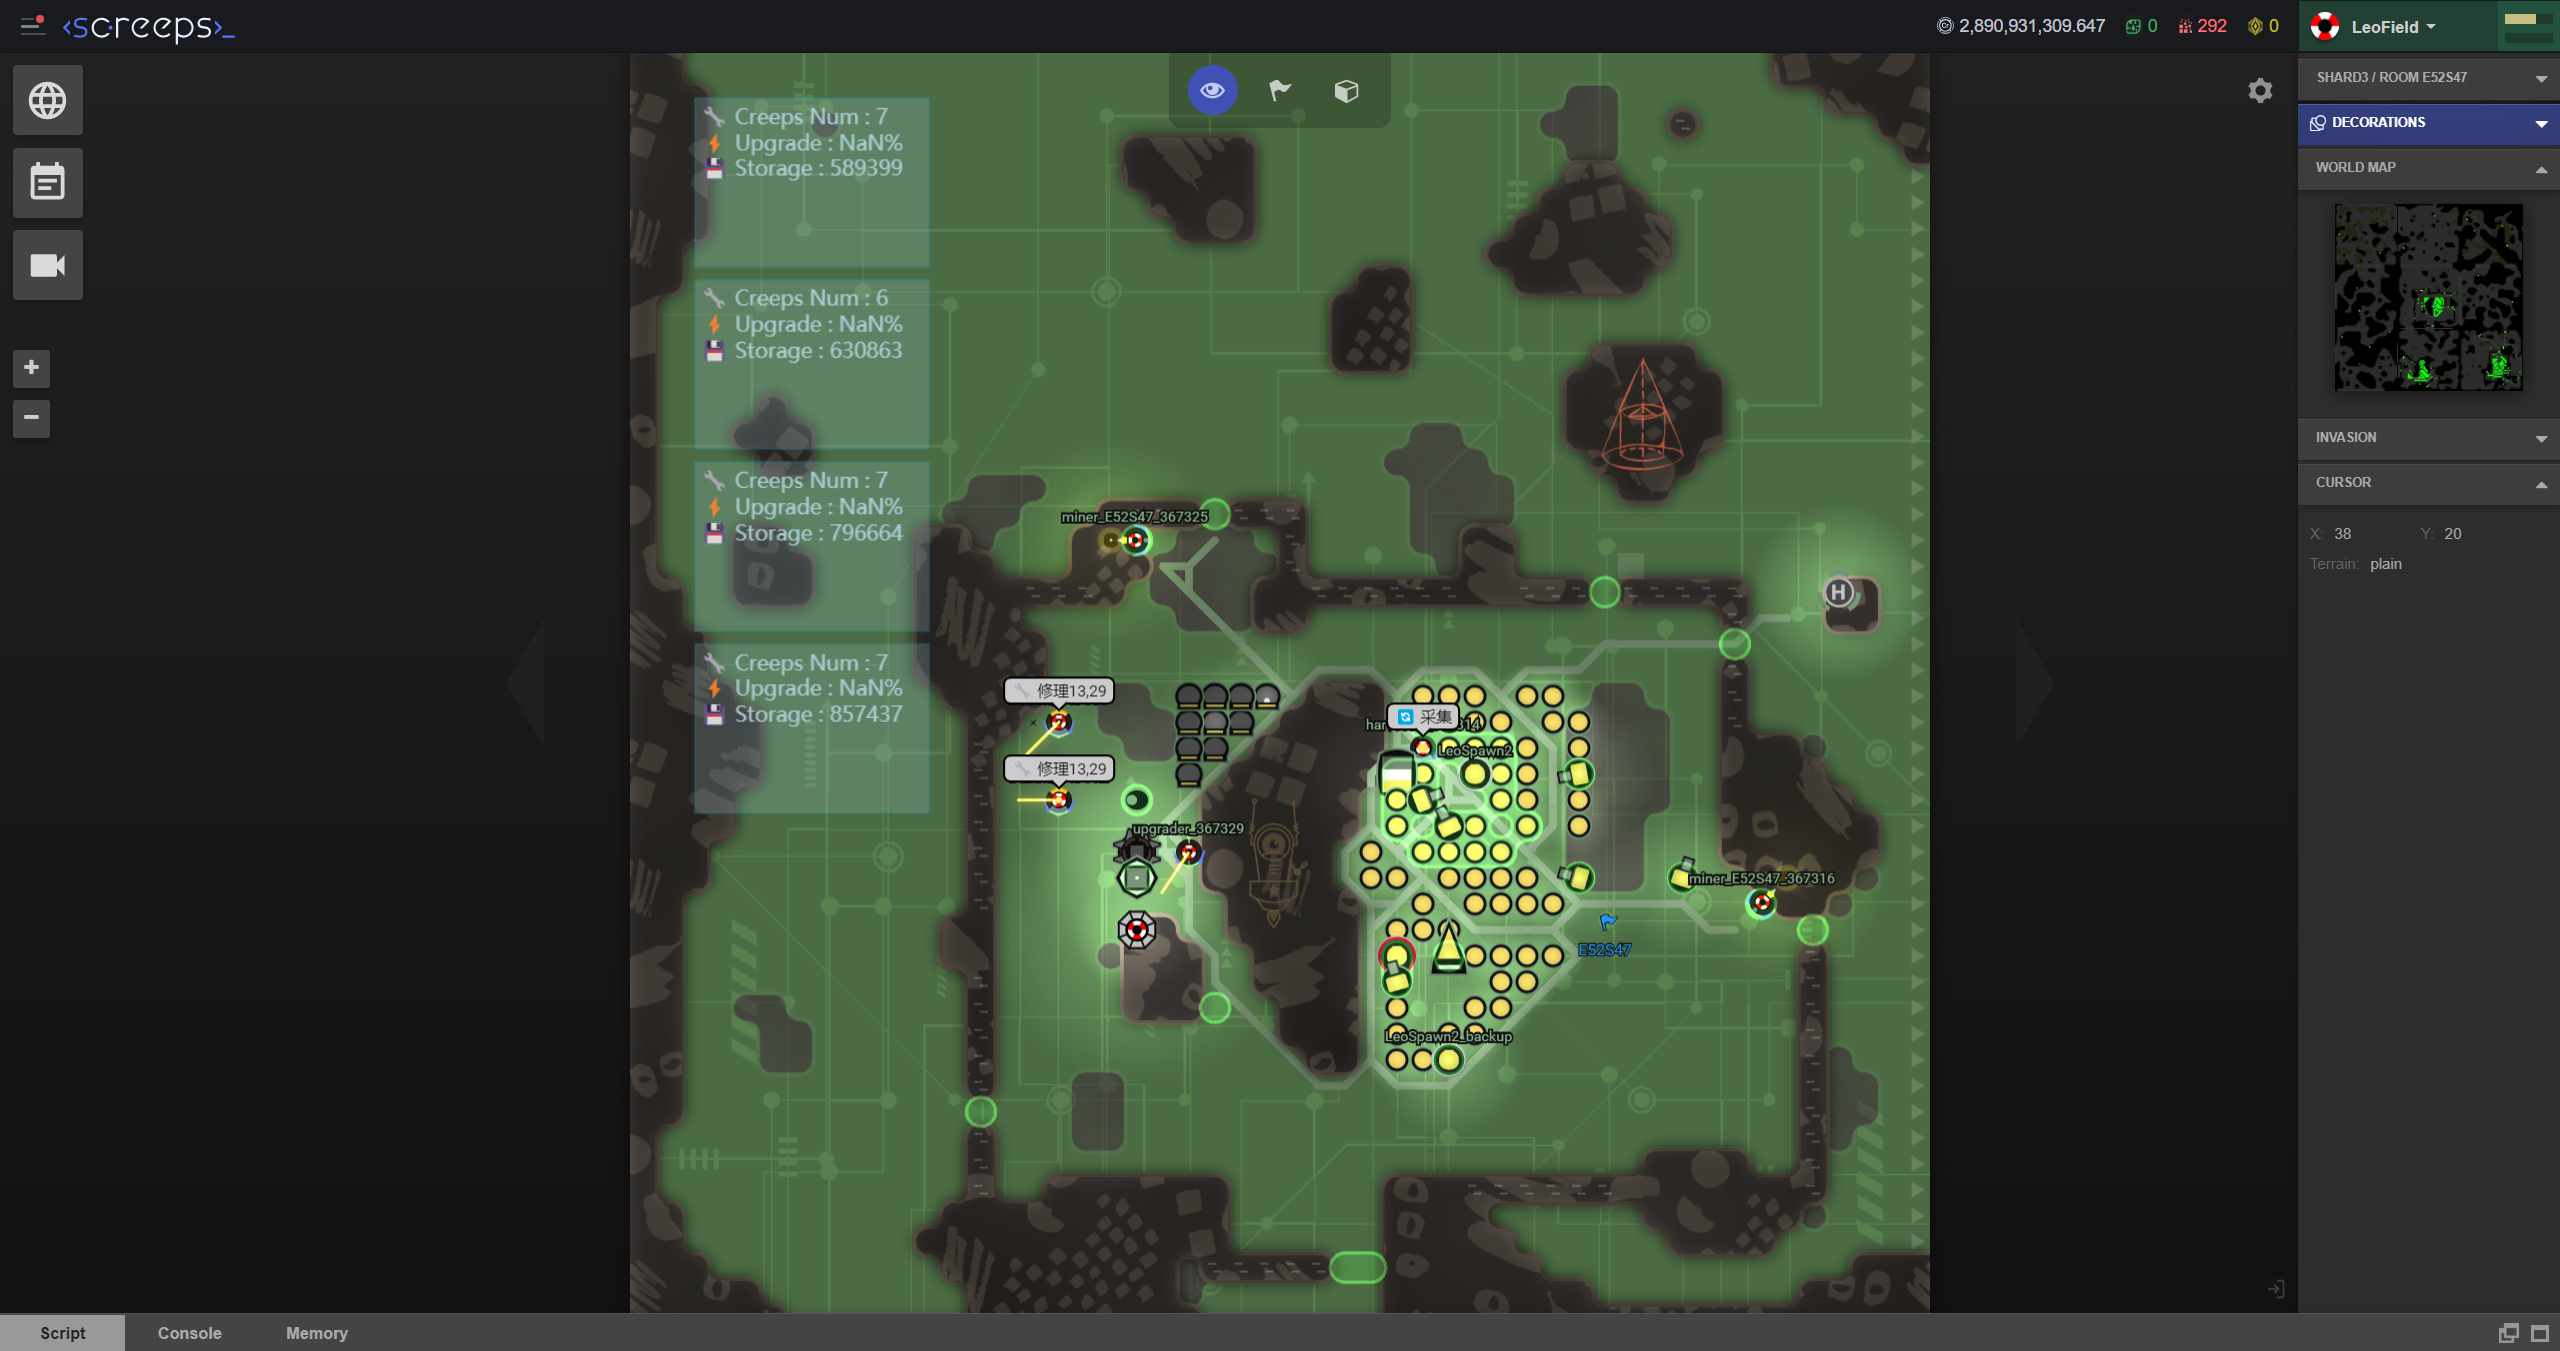 screeps
2,890,931,309.647
0
292
0
LeoField
SHARD3 / ROOM E52S47
DECORATIONS
WORLD MAP
INVASION
CURSOR
X: 38
Y: 20
Terrain: plain
Creeps Num : 7
Upgrade : NaN%
Storage : 589399
Creeps Num : 6
Upgrade : NaN%
Storage : 630863
Creeps Num : 7
Upgrade : NaN%
Storage : 796664
Creeps Num : 7
Upgrade : NaN%
Storage : 857437
miner_E52S47_367325
H
修理13,29
采集
LeoSpawn2
修理13,29
upgrader_367329
miner_E52S47_367316
E52S47
LeoSpawn2_backup
Script
Console
Memory